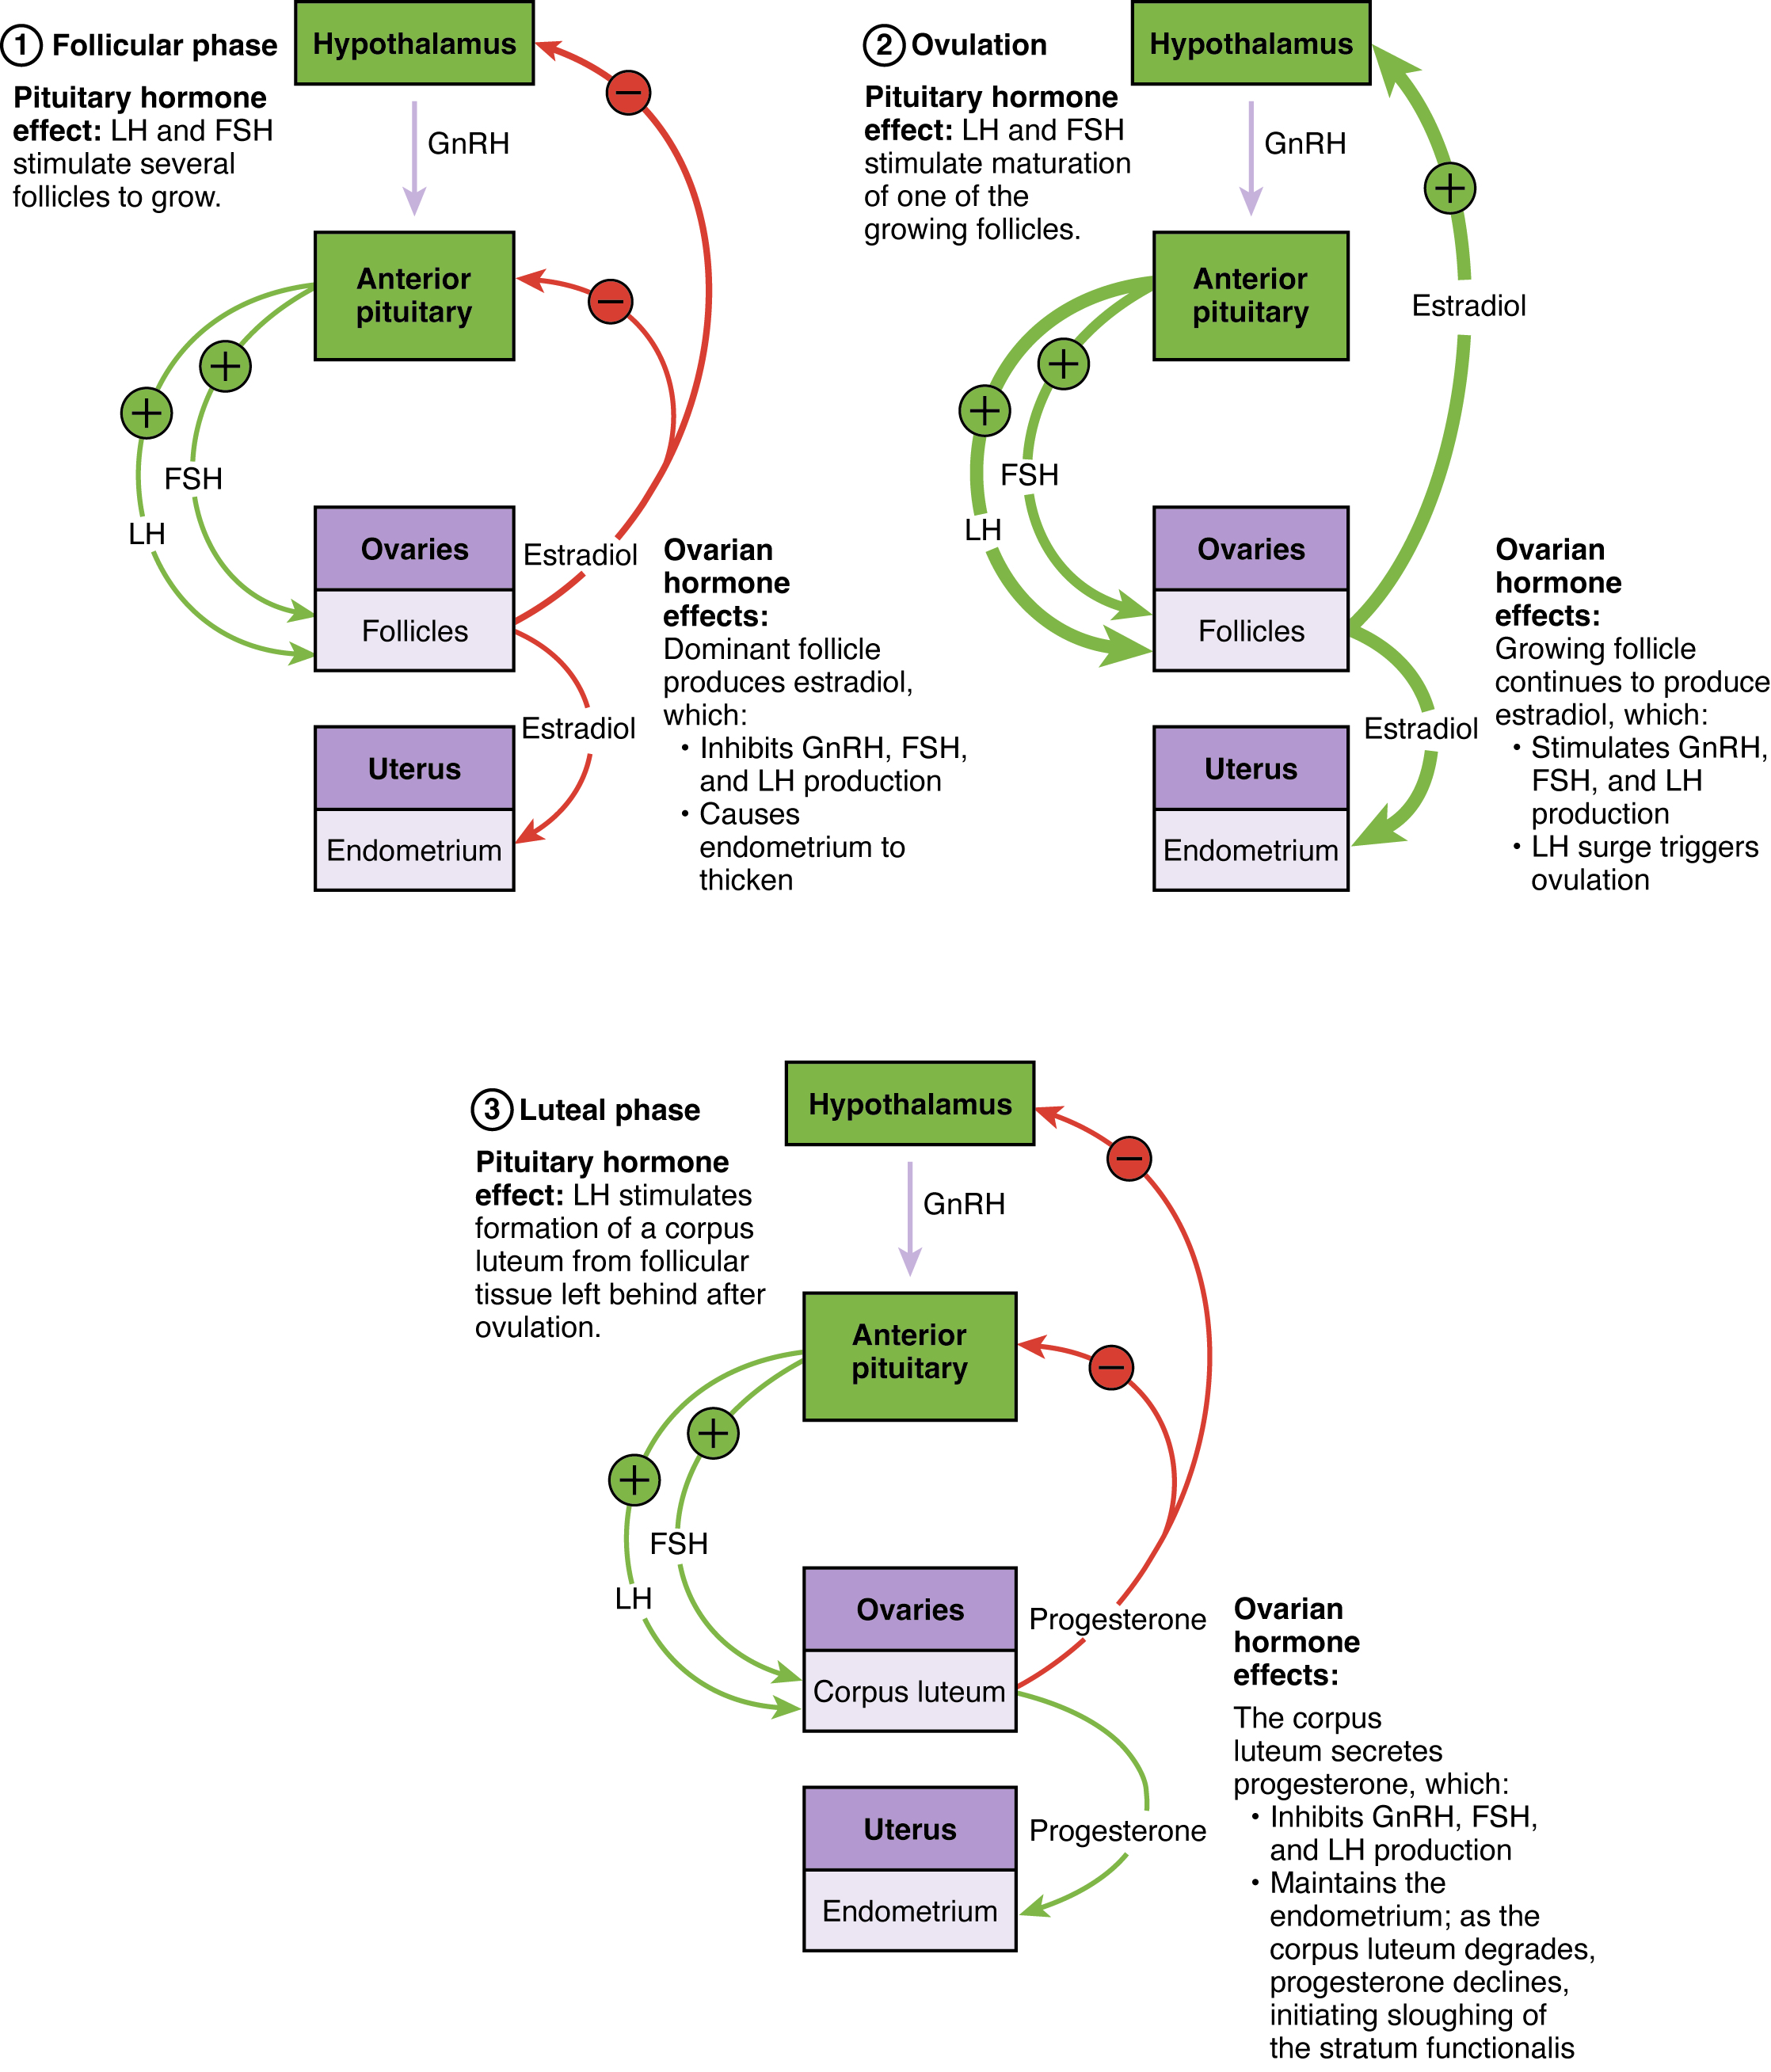 1 Follicular phase
Pituitary hormone
effect: LH and FSH
stimulate several
follicles to grow.
Hypothalamus
−
GnRH
Anterior
pituitary
−
+
+
FSH
LH
Ovaries
Follicles
Estradiol
Estradiol
Uterus
Endometrium
Ovarian
hormone
effects:
Dominant follicle
produces estradiol,
which:
• Inhibits GnRH, FSH,
and LH production
• Causes
endometrium to
thicken
2 Ovulation
Pituitary hormone
effect: LH and FSH
stimulate maturation
of one of the
growing follicles.
Hypothalamus
+
GnRH
Anterior
pituitary
Estradiol
+
+
FSH
LH
Ovaries
Follicles
Estradiol
Uterus
Endometrium
Ovarian
hormone
effects:
Growing follicle
continues to produce
estradiol, which:
• Stimulates GnRH,
FSH, and LH
production
• LH surge triggers
ovulation
3 Luteal phase
Pituitary hormone
effect: LH stimulates
formation of a corpus
luteum from follicular
tissue left behind after
ovulation.
Hypothalamus
−
GnRH
Anterior
pituitary
−
+
+
FSH
LH
Ovaries
Corpus luteum
Progesterone
Progesterone
Uterus
Endometrium
Ovarian
hormone
effects:
The corpus
luteum secretes
progesterone, which:
• Inhibits GnRH, FSH,
and LH production
• Maintains the
endometrium; as the
corpus luteum degrades,
progesterone declines,
initiating sloughing of
the stratum functionalis